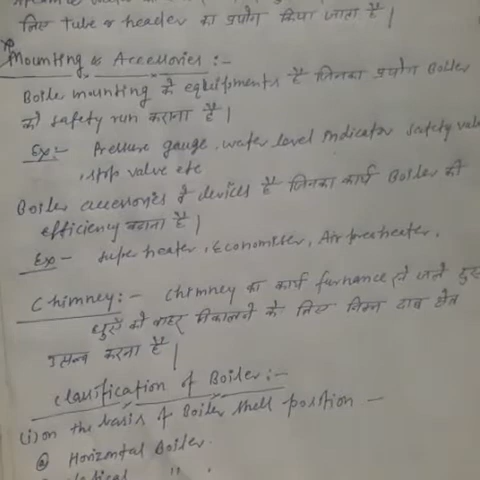 लिए tube & header का प्रयोग किया जाता है|
Mounting & Accessories :-
Boiler mounting वे equipments है जिनका प्रयोग Boiler
को safety run कराना है|
Ex:- Pressure gauge, water level indicator safety valve
, stop valve etc
Boiler accessories वे devices है जिनका कार्य Boiler की
efficiency बढाना है|
Ex - super heater, Economiser, Air preheater,
Chimney:- Chimney का कार्य furnance से जले हुए
धुएँ को बाहर निकालने के लिए निम्न दाब क्षेत्र
उत्पन्न करना है|
Classification of Boiler:-
(i) on the basis of Boiler shell position -
@ Horizontal Boiler.